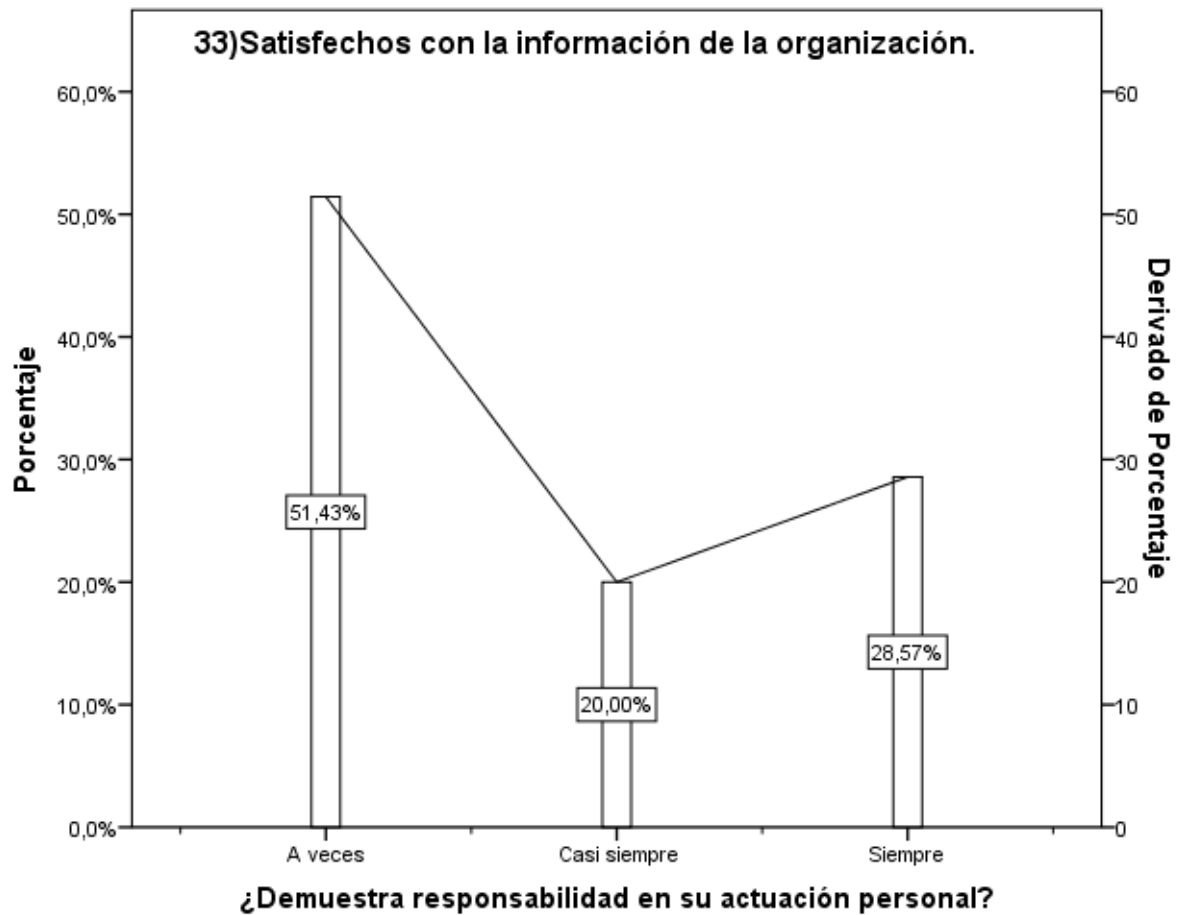 33)Satisfechos con la información de la organización.
Porcentaje
60,0%
50,0%
40,0%
30,0%
20,0%
10,0%
0,0%
51,43%
20,00%
28,57%
60
50
40
30
20
10
0
Derivado de Porcentaje
A veces
Casi siempre
Siempre
¿Demuestra responsabilidad en su actuación personal?